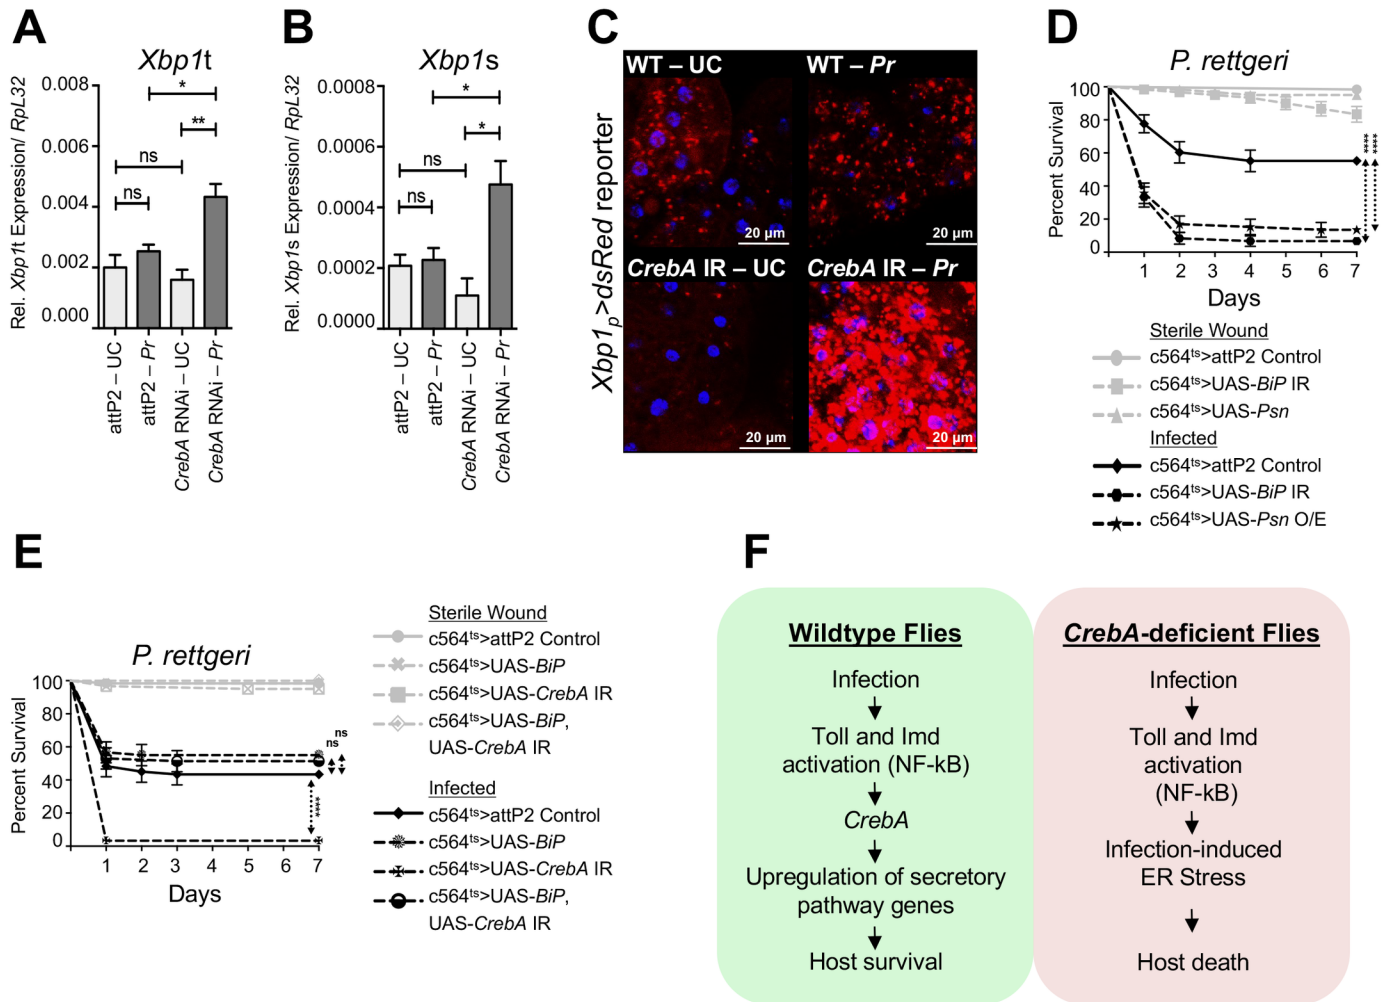 A
Xbp1t
Rel. Xbp1t Expression/ RpL32
0.008
0.006
0.004
0.002
0.000
*
**
ns
ns
attP2 – UC
attP2 – Pr
CrebA RNAi – UC
CrebA RNAi – Pr
B
Xbp1s
Rel. Xbp1s Expression/ RpL32
0.0008
0.0006
0.0004
0.0002
0.0000
*
*
ns
ns
attP2 – UC
attP2 – Pr
CrebA RNAi – UC
CrebA RNAi – Pr
C
Xbp1p>dsRed reporter
WT – UC
20 µm
WT – Pr
20 µm
CrebA IR – UC
20 µm
CrebA IR – Pr
20 µm
D
P. rettgeri
Percent Survival
100
80
60
40
20
0
1 2 3 4 5 6 7
Days
****
****
Sterile Wound
c564ts>attP2 Control
c564ts>UAS-BiP IR
c564ts>UAS-Psn
Infected
c564ts>attP2 Control
c564ts>UAS-BiP IR
c564ts>UAS-Psn O/E
E
P. rettgeri
Percent Survival
100
80
60
40
20
0
1 2 3 4 5 6 7
Days
ns
ns
****
Sterile Wound
c564ts>attP2 Control
c564ts>UAS-BiP
c564ts>UAS-CrebA IR
c564ts>UAS-BiP,
UAS-CrebA IR
Infected
c564ts>attP2 Control
c564ts>UAS-BiP
c564ts>UAS-CrebA IR
c564ts>UAS-BiP,
UAS-CrebA IR
F
Wildtype Flies
Infection
Toll and Imd
activation (NF-kB)
CrebA
Upregulation of secretory
pathway genes
Host survival
CrebA-deficient Flies
Infection
Toll and Imd
activation
(NF-kB)
Infection-induced
ER Stress
Host death